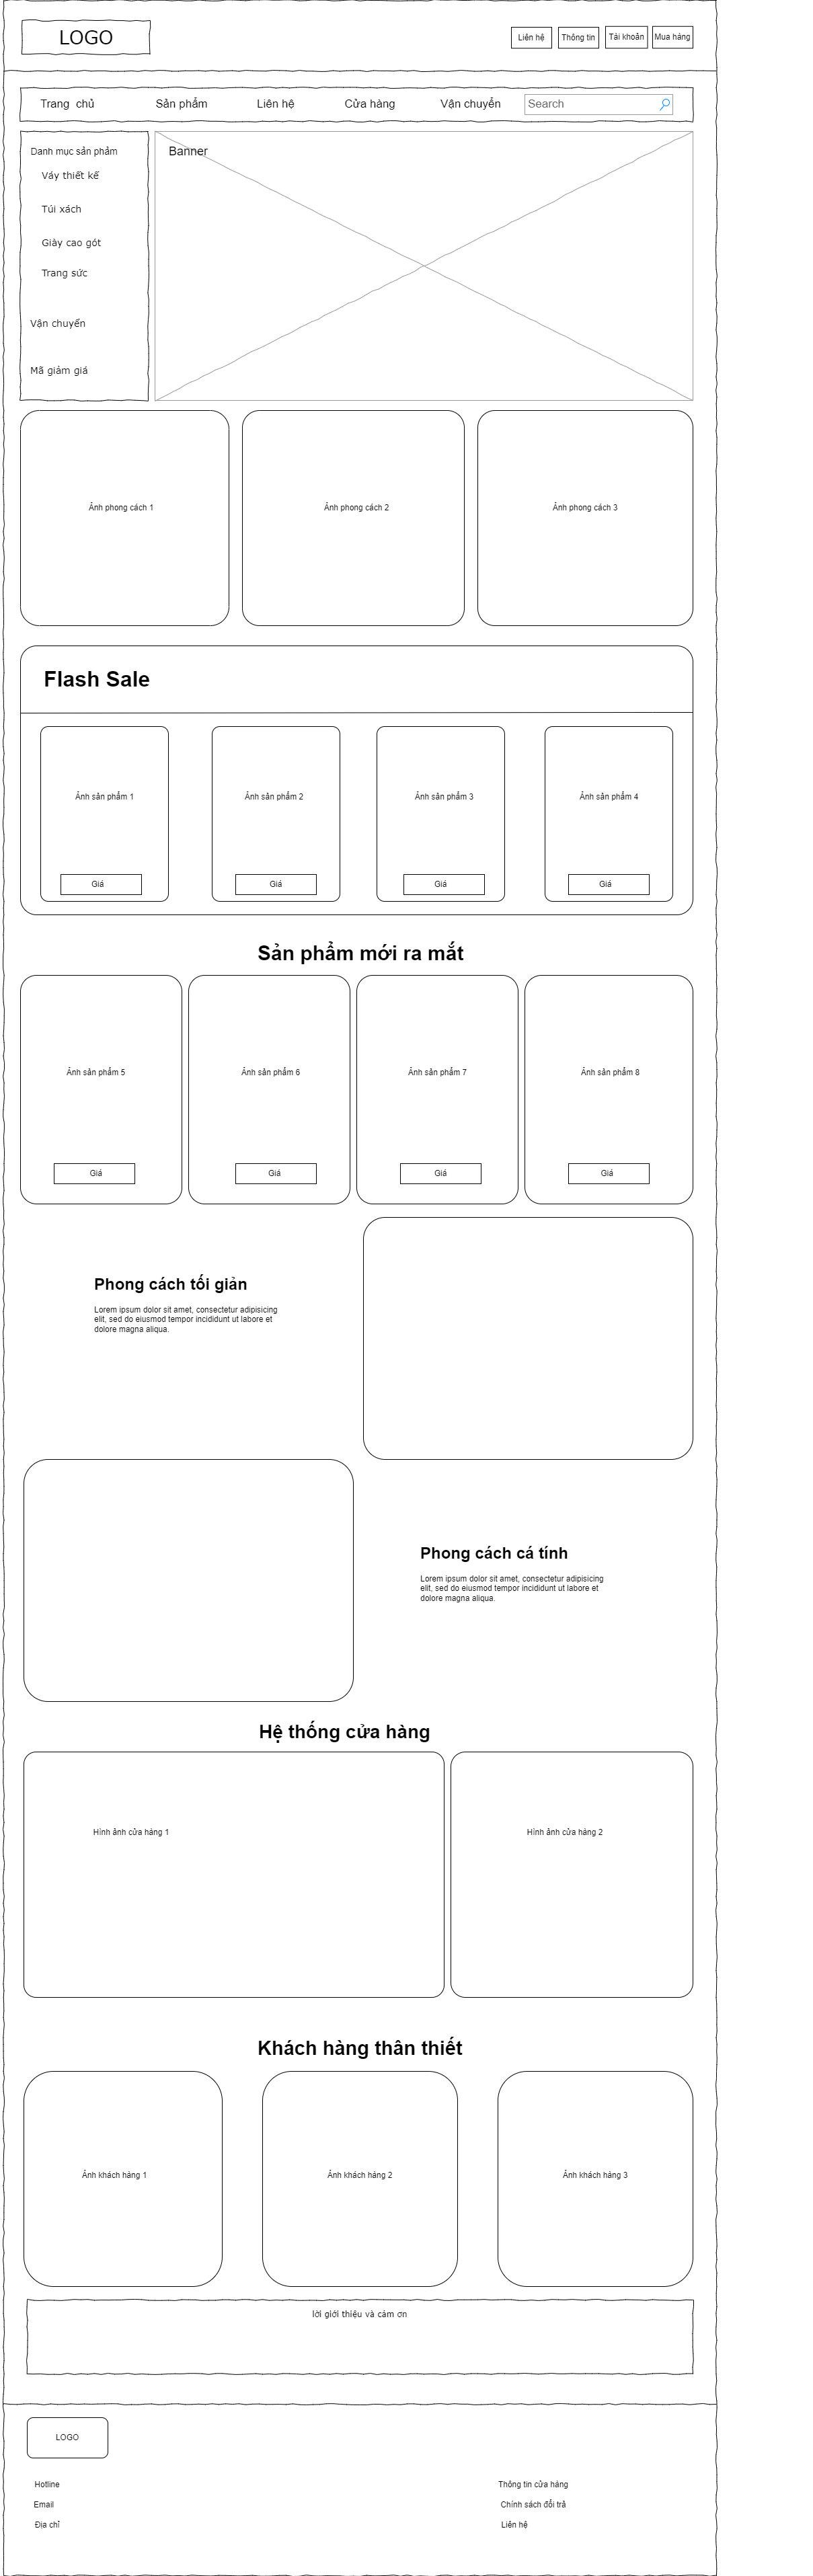 LOGO
Liên hệ
Thông tin
Tài khoản
Mua hàng
Trang chủ
Sản phẩm
Liên hệ
Cửa hàng
Vận chuyển
Search
Danh mục sản phẩm
Váy thiết kế
Túi xách
Giày cao gót
Trang sức
Vận chuyển
Mã giảm giá
Banner
Ảnh phong cách 1
Ảnh phong cách 2
Ảnh phong cách 3
Flash Sale
Ảnh sản phẩm 1
Ảnh sản phẩm 2
Ảnh sản phẩm 3
Ảnh sản phẩm 4
Giá
Giá
Giá
Giá
Sản phẩm mới ra mắt
Ảnh sản phẩm 5
Ảnh sản phẩm 6
Ảnh sản phẩm 7
Ảnh sản phẩm 8
Giá
Giá
Giá
Giá
Phong cách tối giản
Lorem ipsum dolor sit amet, consectetur adipisicing
elit, sed do eiusmod tempor incididunt ut labore et
dolore magna aliqua.
Phong cách cá tính
Lorem ipsum dolor sit amet, consectetur adipisicing
elit, sed do eiusmod tempor incididunt ut labore et
dolore magna aliqua.
Hệ thống cửa hàng
Hình ảnh cửa hàng 1
Hình ảnh cửa hàng 2
Khách hàng thân thiết
Ảnh khách hàng 1
Ảnh khách hàng 2
Ảnh khách hàng 3
lời giới thiệu và cảm ơn
LOGO
Hotline
Email
Địa chỉ
Thông tin cửa hàng
Chính sách đổi trả
Liên hệ